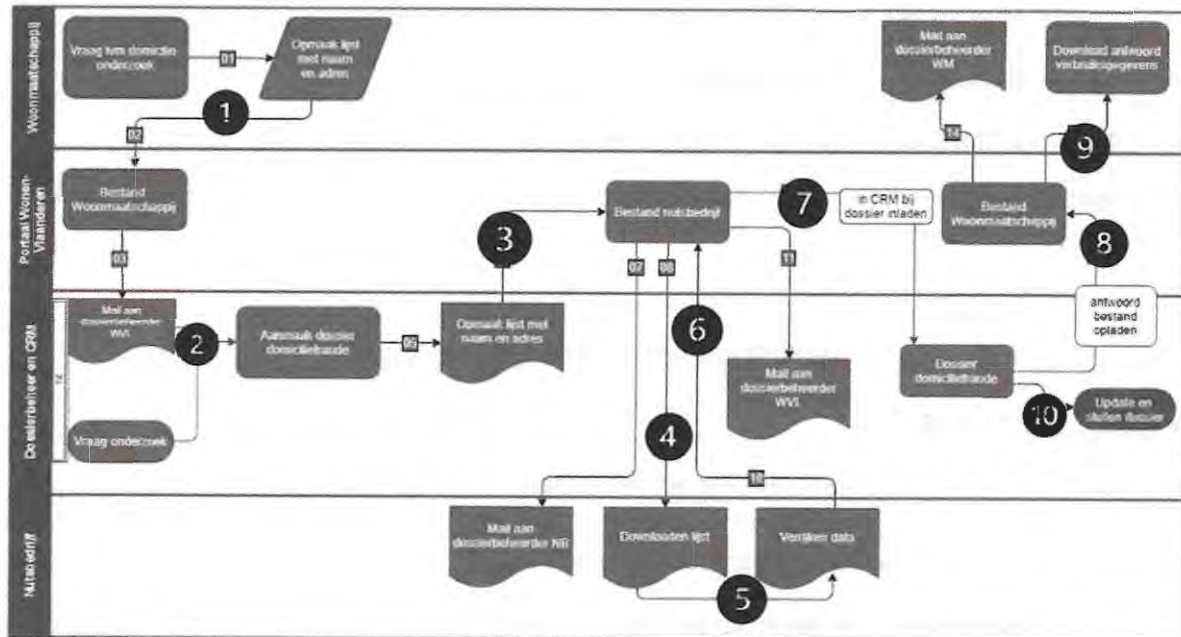 Woonmaatschappij
Vraag ivm domicilie
onderzoek
01
Opmaak lijst
met naam
en adres
1
02
Mail aan
dossierbeheerder
WM
Download antwoord
verbruiksgegevens
14
9
Portaal Wonen-
Vlaanderen
Bestand
Woonmaatschappij
03
3
Bestand nutsbedrijf
7
in CRM bij
dossier inladen
Bestand
Woonmaatschappij
8
07
08
11
Dossierbeheer en CRM
Mail aan
dossierbeheerder
WVL
2
Vraag onderzoek
Aanmaak dossier
domiciliefraude
Opmaak lijst met
naam en adres
6
4
10
Mail aan
dossierbeheerder
WVL
antwoord
bestand
opladen
Dossier
domiciliefraude
10
Update en
sluiten dossier
Nutsbedrijf
Mail aan
dossierbeheerder NB
Downloaden lijst
Verrijken data
5